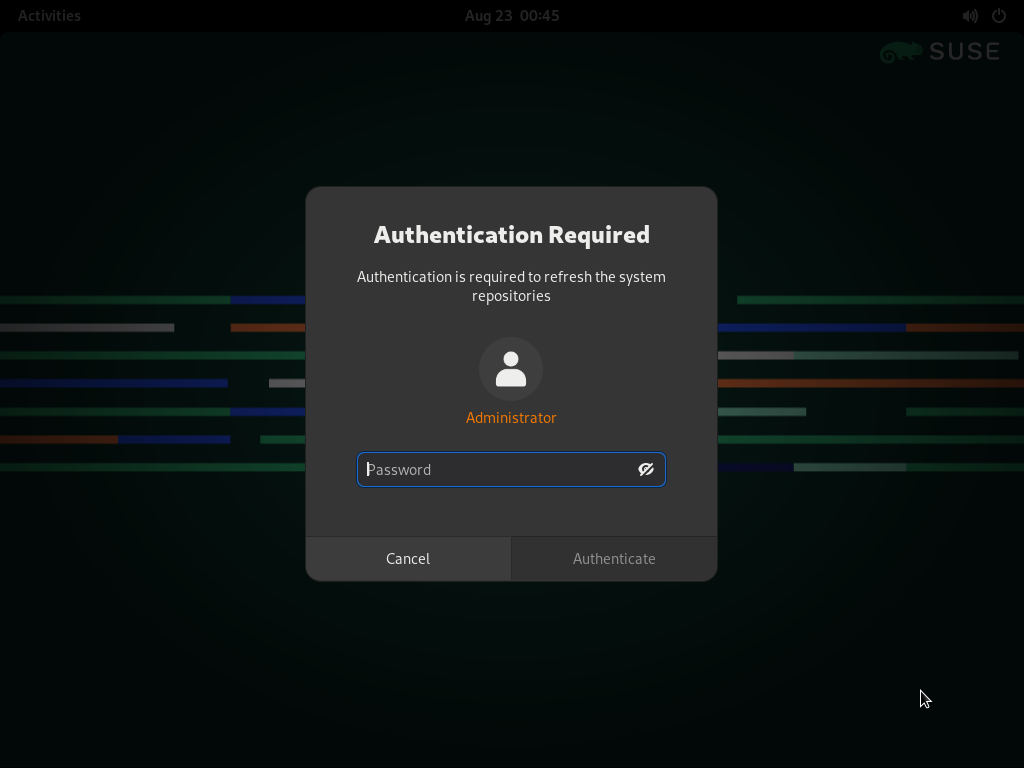 Activities
Aug 23 00:45
SUSE
Authentication Required
Authentication is required to refresh the system
repositories
Administrator
Password
Cancel
Authenticate